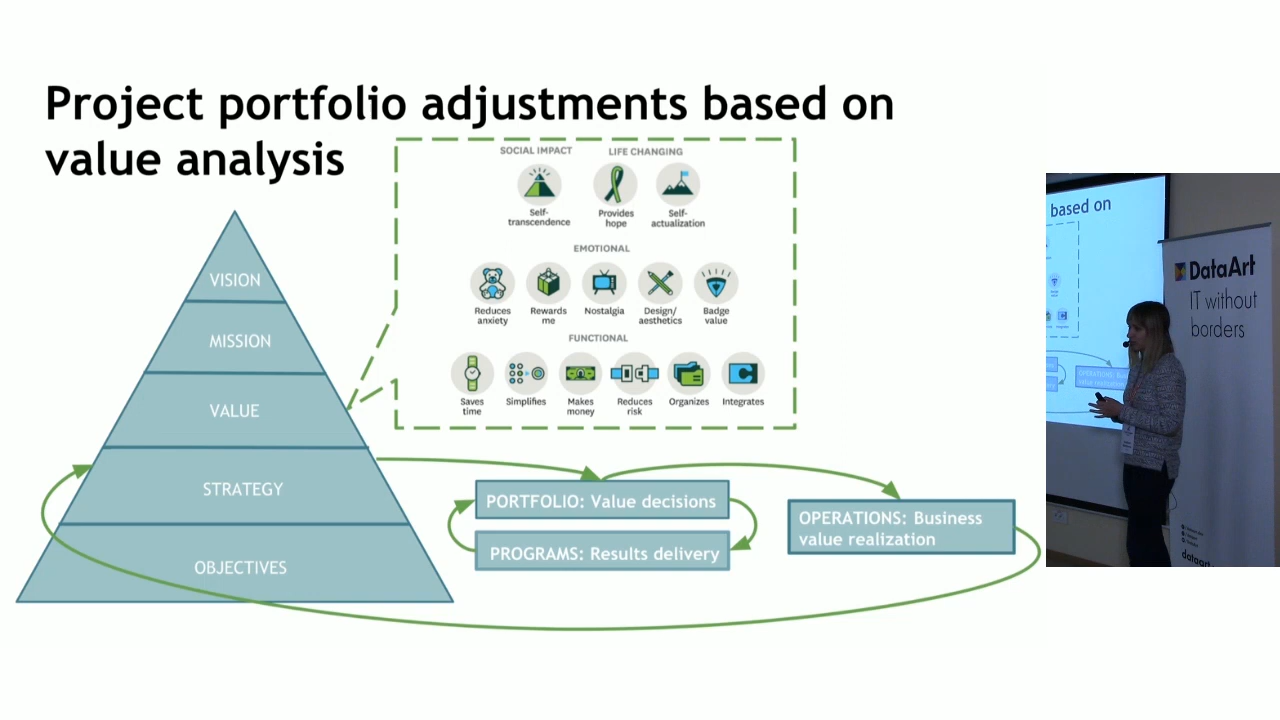 Project portfolio adjustments based on
value analysis
SOCIAL IMPACT
LIFE CHANGING
Self-
transcendence
Provides
hope
Self-
actualization
EMOTIONAL
Reduces
anxiety
Rewards
me
Nostalgia
Design/
aesthetics
Badge
value
FUNCTIONAL
Saves
time
Simplifies
Makes
money
Reduces
risk
Organizes
Integrates
VISION
MISSION
VALUE
STRATEGY
OBJECTIVES
PORTFOLIO: Value decisions
PROGRAMS: Results delivery
OPERATIONS: Business
value realization
based on
DataArt
IT without
borders
dataart